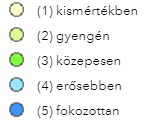 (1) kismértékben
(2) gyengén
(3) közepesen
(4) erősebben
(5) fokozottan